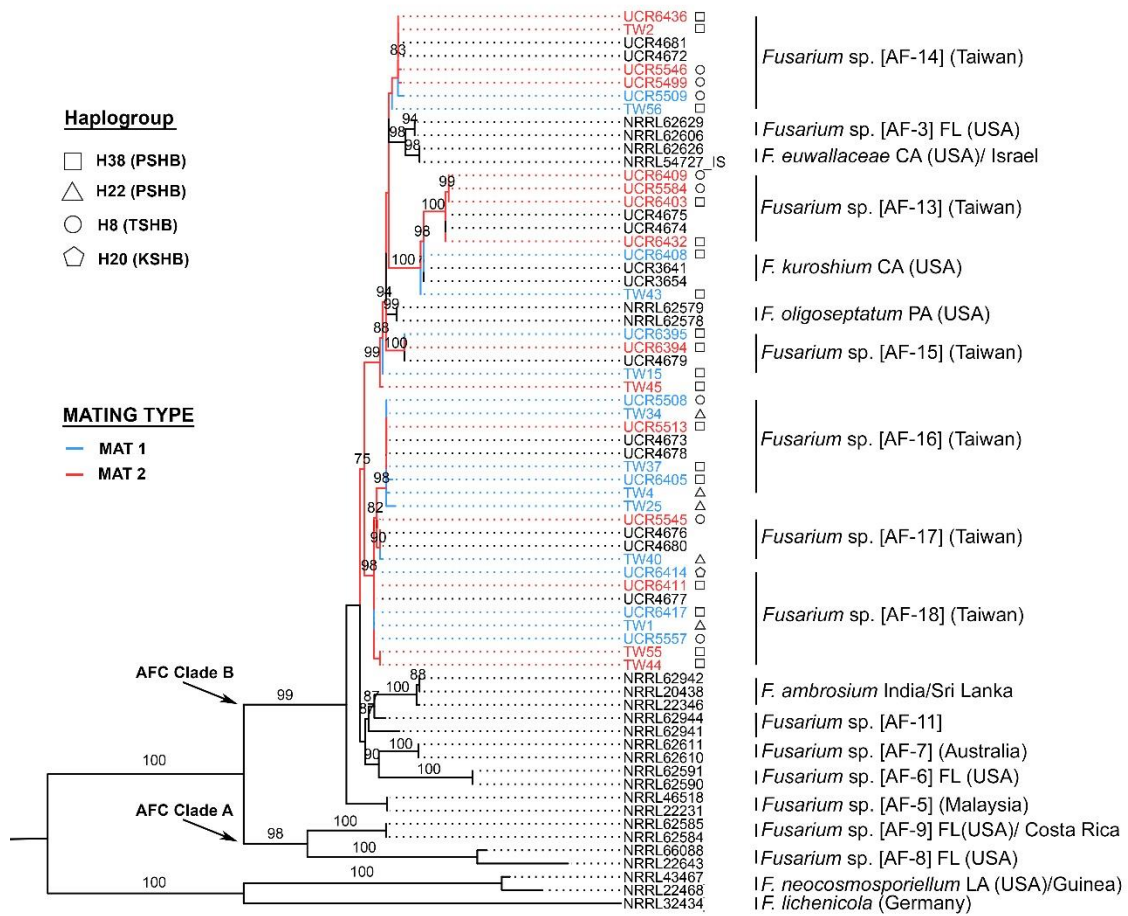 Haplogroup
H38 (PSHB)
H22 (PSHB)
H8 (TSHB)
H20 (KSHB)
MATING TYPE
MAT 1
MAT 2
AFC Clade B
AFC Clade A
100
99
98
100
100
100
100
75
99
88
94
99
100
100
98
100
99
98
94
98
83
98
82
90
98
87
87
100
88
90
100
100
UCR6436
TW2
UCR4681
UCR4672
UCR5546
UCR5499
UCR5509
TW56
NRRL62629
NRRL62606
NRRL62626
NRRL54727_IS
UCR6409
UCR5584
UCR6403
UCR4675
UCR4674
UCR6432
UCR6408
UCR3641
UCR3654
TW43
NRRL62579
NRRL62578
UCR6395
UCR6394
UCR4679
TW15
TW45
UCR5508
TW34
UCR5513
UCR4673
UCR4678
TW37
UCR6405
TW4
TW25
UCR5545
UCR4676
UCR4680
TW40
UCR6414
UCR6411
UCR4677
UCR6417
TW1
UCR5557
TW55
TW44
NRRL62942
NRRL20438
NRRL22346
NRRL62944
NRRL62941
NRRL62611
NRRL62610
NRRL62591
NRRL62590
NRRL46518
NRRL22231
NRRL62585
NRRL62584
NRRL66088
NRRL22643
NRRL43467
NRRL22468
NRRL32434
Fusarium sp. [AF-14] (Taiwan)
Fusarium sp. [AF-3] FL (USA)
F. euwallaceae CA (USA)/ Israel
Fusarium sp. [AF-13] (Taiwan)
F. kuroshium CA (USA)
F. oligoseptatum PA (USA)
Fusarium sp. [AF-15] (Taiwan)
Fusarium sp. [AF-16] (Taiwan)
Fusarium sp. [AF-17] (Taiwan)
Fusarium sp. [AF-18] (Taiwan)
F. ambrosium India/Sri Lanka
Fusarium sp. [AF-11]
Fusarium sp. [AF-7] (Australia)
Fusarium sp. [AF-6] FL (USA)
Fusarium sp. [AF-5] (Malaysia)
Fusarium sp. [AF-9] FL(USA)/ Costa Rica
Fusarium sp. [AF-8] FL (USA)
F. neocosmosporiellum LA (USA)/Guinea)
F. lichenicola (Germany)